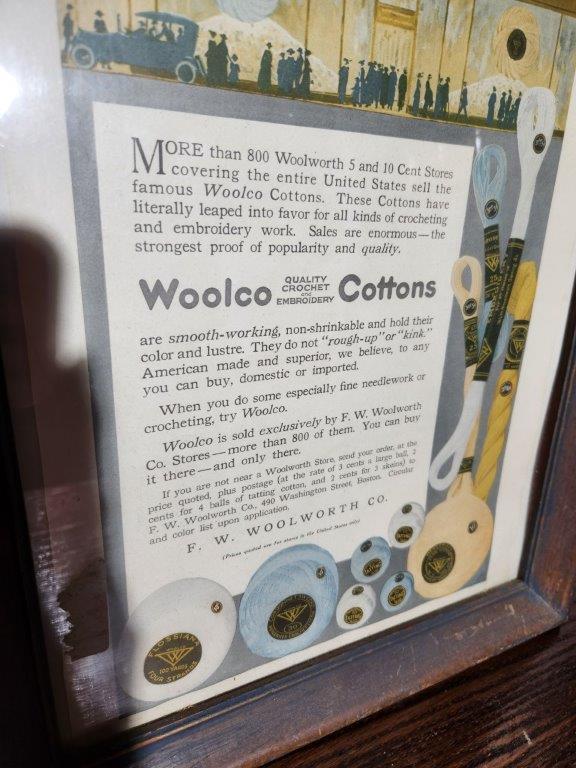 MORE than 800 Woolworth 5 and 10 Cent Stores
covering the entire United States sell the
famous Woolco Cottons. These Cottons have
literally leaped into favor for all kinds of crocheting
and embroidery work. Sales are enormous—the
strongest proof of popularity and quality.
Woolco QUALITY CROCHET and EMBROIDERY Cottons
are smooth-working, non-shrinkable and hold their
color and lustre. They do not "rough-up" or "kink."
American made and superior, we believe, to any
you can buy, domestic or imported.
When you do some especially fine needlework or
crocheting, try Woolco.
Woolco is sold exclusively by F. W. Woolworth
Co. Stores—more than 800 of them. You can buy
it there—and only there.
If you are not near a Woolworth Store, send your order, at the
price quoted, plus postage (at the rate of 3 cents a large ball, 2
cents for 4 balls of tatting cotton, and 2 cents for 3 skeins) to
F. W. Woolworth Co., 490 Washington Street, Boston. Circular
and color list upon application.
F. W. WOOLWORTH CO.
(Prices quoted are for stores in the United States only)
FLOSSIAN
100 YARDS
FOUR STRANDS
30